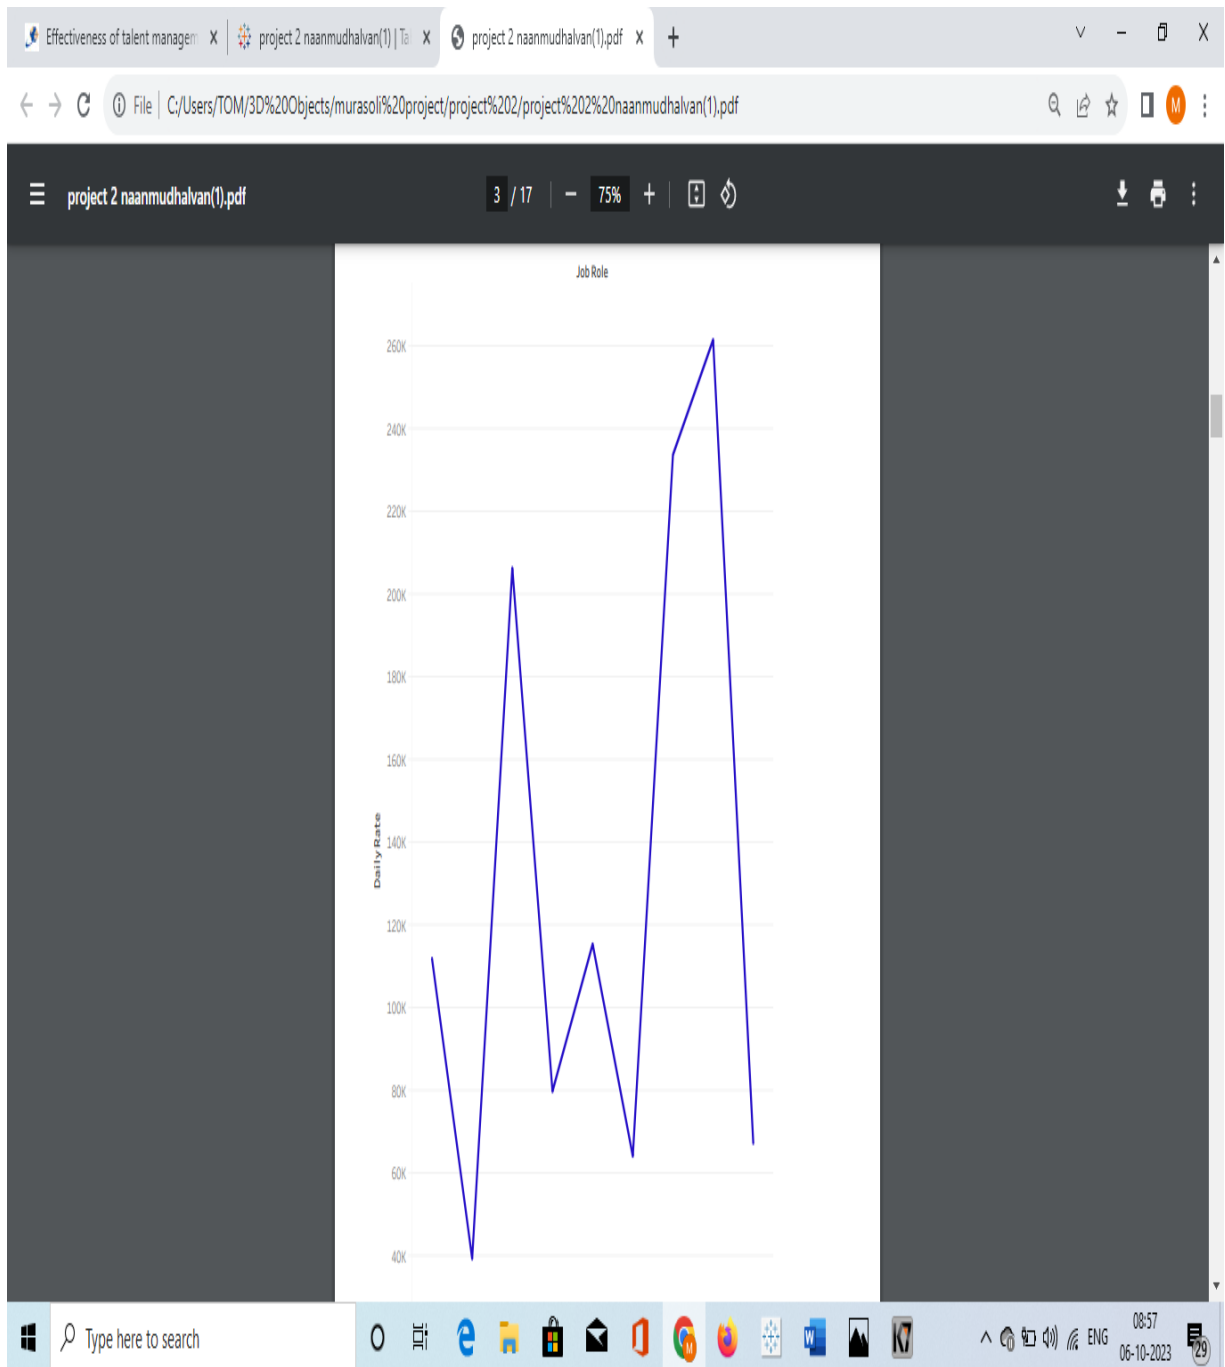 Effectiveness of talent managem
project 2 naanmudhalvan(1) | Ta
project 2 naanmudhalvan(1).pdf
File
C:/Users/TOM/3D%20Objects/murasoli%20project/project%202/project%202%20naanmudhalvan(1).pdf
M
project 2 naanmudhalvan(1).pdf
3 / 17
75%
Job Role
260K
240K
220K
200K
180K
160K
140K
120K
100K
80K
60K
40K
Daily Rate
Type here to search
M
W
K7
ENG
08:57
06-10-2023
29